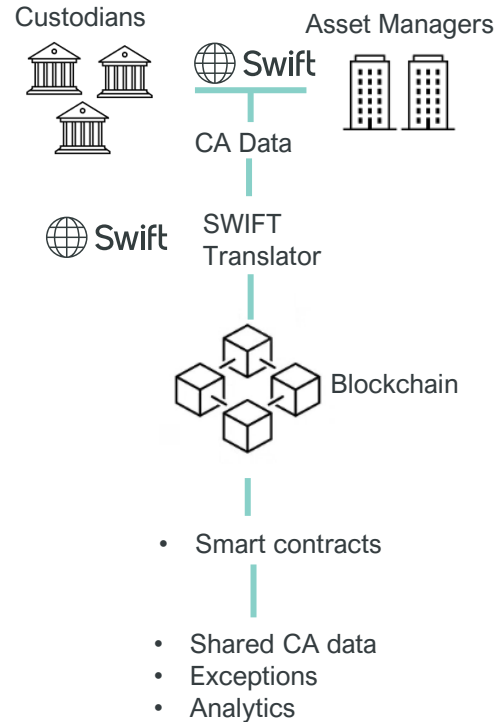 Custodians
Asset Managers
Swift
CA Data
Swift
SWIFT
Translator
Blockchain
• Smart contracts
• Shared CA data
• Exceptions
• Analytics